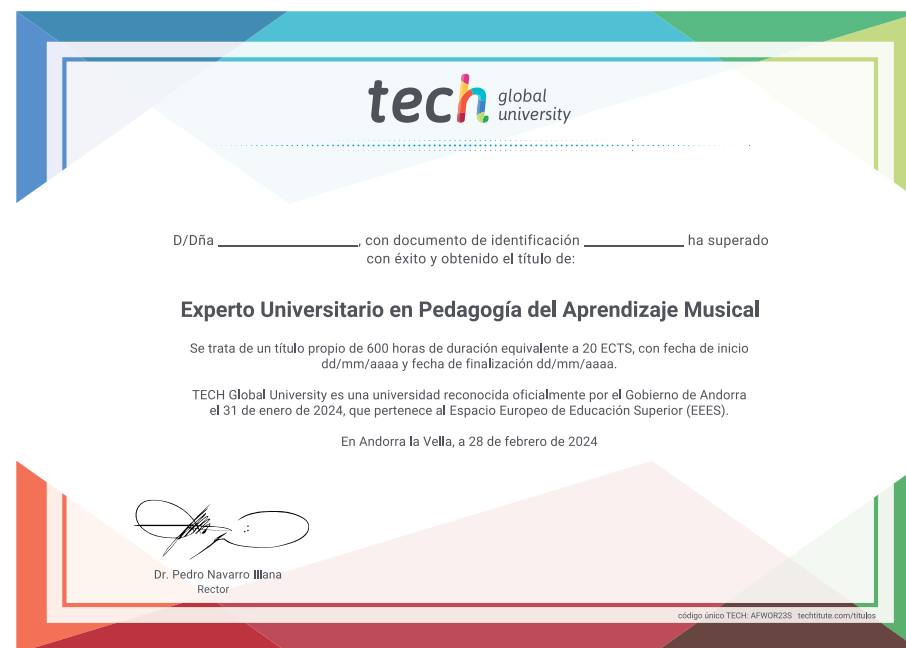 tech global university
D/Dña ____________________, con documento de identificación ______________ ha superado
con éxito y obtenido el título de:
Experto Universitario en Pedagogía del Aprendizaje Musical
Se trata de un título propio de 600 horas de duración equivalente a 20 ECTS, con fecha de inicio
dd/mm/aaaa y fecha de finalización dd/mm/aaaa.
TECH Global University es una universidad reconocida oficialmente por el Gobierno de Andorra
el 31 de enero de 2024, que pertenece al Espacio Europeo de Educación Superior (EEES).
En Andorra la Vella, a 28 de febrero de 2024
Dr. Pedro Navarro Illana
Rector
código único TECH: AFWOR23S techtitute.com/titulos